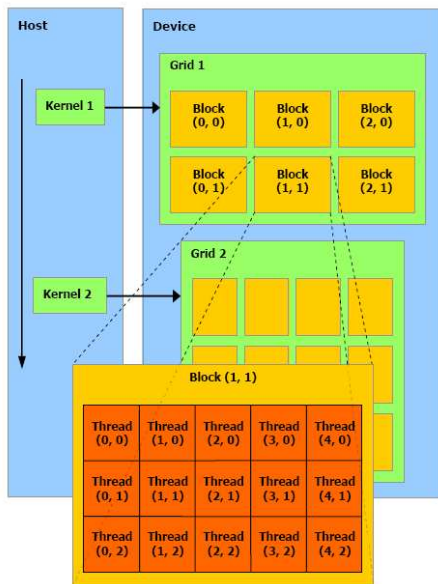 Host
Device
Grid 1
Kernel 1
Block
(0, 0)
Block
(1, 0)
Block
(2, 0)
Block
(0, 1)
Block
(1, 1)
Block
(2, 1)
Grid 2
Kernel 2
Block (1, 1)
Thread
(0, 0)
Thread
(1, 0)
Thread
(2, 0)
Thread
(3, 0)
Thread
(4, 0)
Thread
(0, 1)
Thread
(1, 1)
Thread
(2, 1)
Thread
(3, 1)
Thread
(4, 1)
Thread
(0, 2)
Thread
(1, 2)
Thread
(2, 2)
Thread
(3, 2)
Thread
(4, 2)